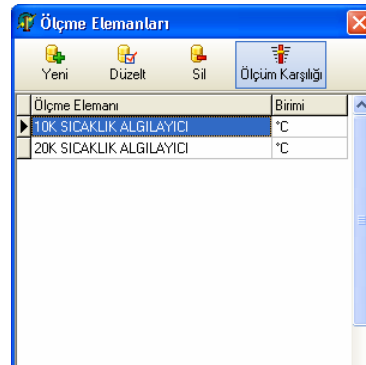 Ölçme Elemanları
Yeni Düzelt Sil Ölçüm Karşılığı
Ölçme Elemanı Birimi
10K SICAKLIK ALGILAYICI °C
20K SICAKLIK ALGILAYICI °C